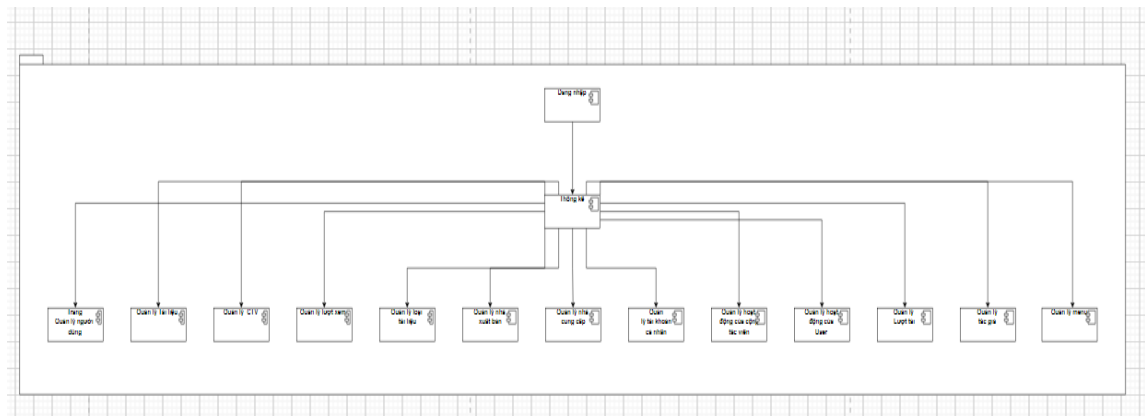 Đăng nhập
Thống kê
Trang
Quản lý người
dùng
Quản lý Tài liệu
Quản lý CTV
Quản lý lượt xem
Quản lý loại
tài liệu
Quản lý nhà
xuất bản
Quản lý nhà
cung cấp
Quản
lý tài khoản
cá nhân
Quản lý hoạt
động của cộng
tác viên
Quản lý hoạt
động của
User
Quản lý
Lượt tải
Quản lý
tác giả
Quản lý menu